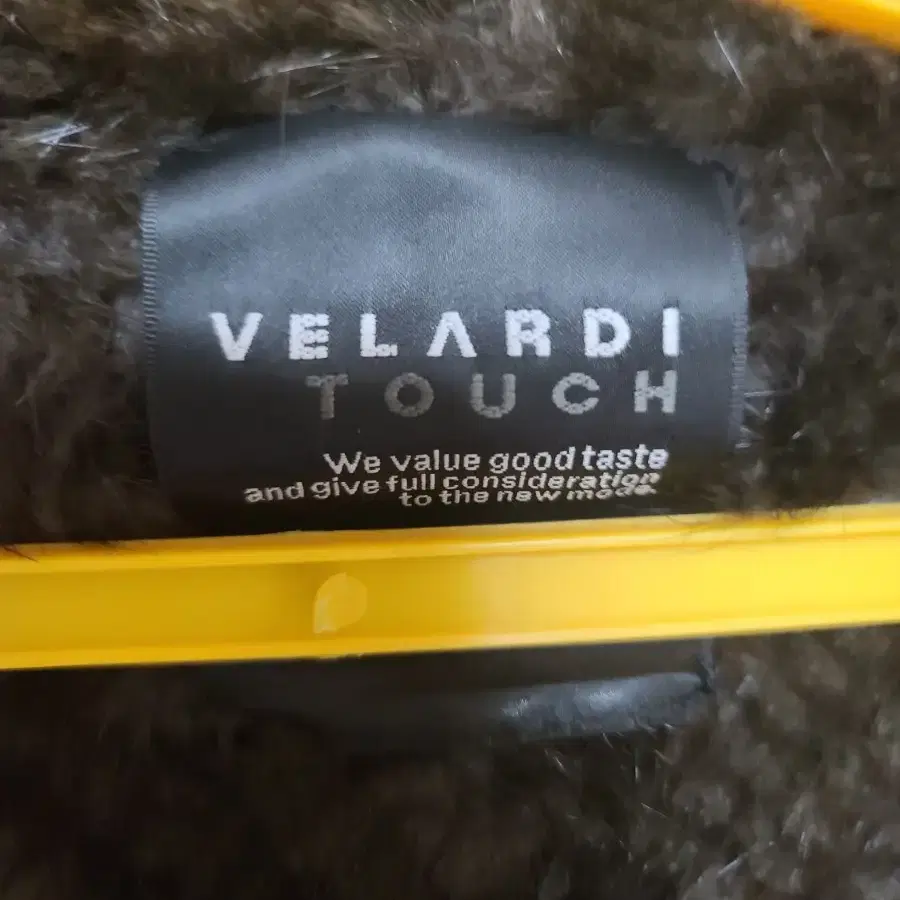 VELARDI
TOUCH
We value good taste
and give full consideration
to the new mode.